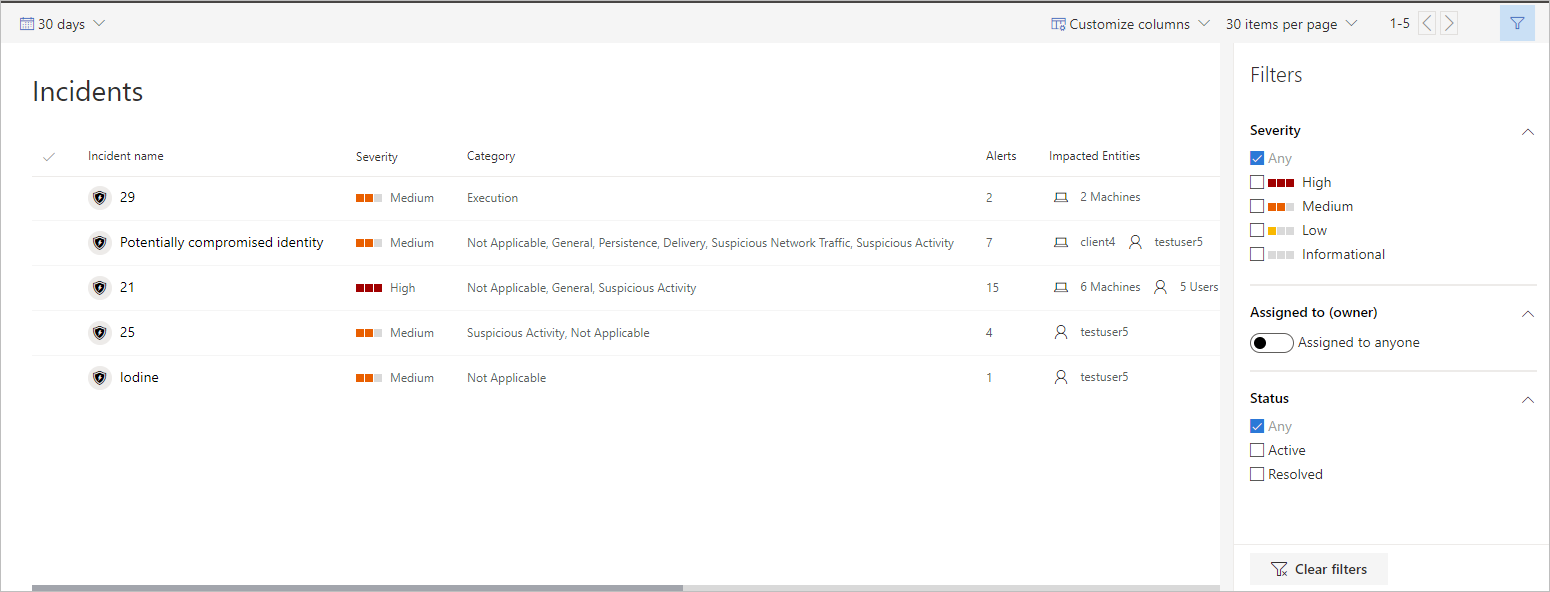 30 days Customize columns 30 items per page 1-5
Incidents
Incident name Severity Category Alerts Impacted Entities
29 Medium Execution 2 2 Machines
Potentially compromised identity Medium Not Applicable, General, Persistence, Delivery, Suspicious Network Traffic, Suspicious Activity 7 client4 testuser5
21 High Not Applicable, General, Suspicious Activity 15 6 Machines 5 Users
25 Medium Suspicious Activity, Not Applicable 4 testuser5
Iodine Medium Not Applicable 1 testuser5
Filters
Severity
Any
High
Medium
Low
Informational
Assigned to (owner)
Assigned to anyone
Status
Any
Active
Resolved
Clear filters